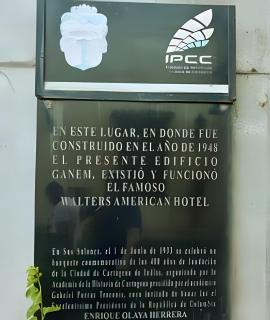 IPCC
EN ESTE LUGAR, EN DONDE FUE
CONSTRUIDO EN EL AÑO DE 1948
EL PRESENTE EDIFICIO
GANEM, EXISTIÓ Y FUNCIONÓ
EL FAMOSO
WALTERS AMERICAN HOTEL
En Sus Salones, el 1 de Junio de 1933 se celebró un
banquete conmemorativo de los 400 años de fundación
de la Ciudad de Cartagena de Indias, organizado por la
Academia de la Historia de Cartagena presidida por el académico
Gabriel Porras Troconis, cuyo Invitado de honor fue el
Excelentísimo Presidente de la República de Colombia
ENRIQUE OLAYA HERRERA